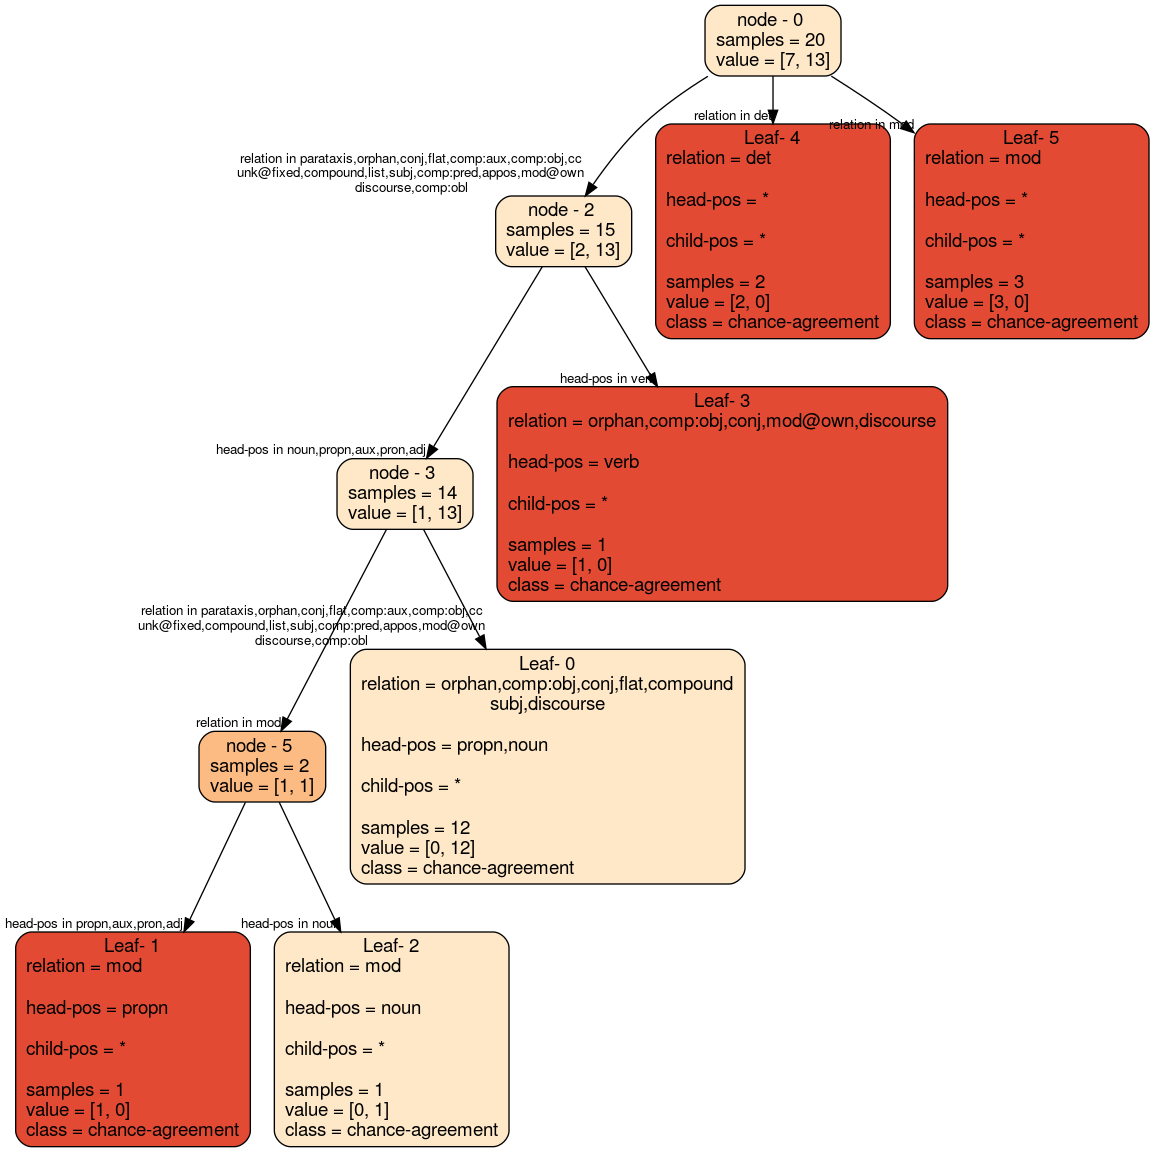 node - 0
samples = 20
value = [7, 13]
relation in det
relation in mod
Leaf- 4
relation = det
head-pos = *
child-pos = *
samples = 2
value = [2, 0]
class = chance-agreement
Leaf- 5
relation = mod
head-pos = *
child-pos = *
samples = 3
value = [3, 0]
class = chance-agreement
relation in parataxis,orphan,conj,flat,comp:aux,comp:obj,cc
unk@fixed,compound,list,subj,comp:pred,appos,mod@own
discourse,comp:obl
node - 2
samples = 15
value = [2, 13]
head-pos in verb
Leaf- 3
relation = orphan,comp:obj,conj,mod@own,discourse
head-pos = verb
child-pos = *
samples = 1
value = [1, 0]
class = chance-agreement
head-pos in noun,propn,aux,pron,adj
node - 3
samples = 14
value = [1, 13]
relation in parataxis,orphan,conj,flat,comp:aux,comp:obj,cc
unk@fixed,compound,list,subj,comp:pred,appos,mod@own
discourse,comp:obl
Leaf- 0
relation = orphan,comp:obj,conj,flat,compound
subj,discourse
head-pos = propn,noun
child-pos = *
samples = 12
value = [0, 12]
class = chance-agreement
relation in mod
node - 5
samples = 2
value = [1, 1]
head-pos in propn,aux,pron,adj
head-pos in noun
Leaf- 1
relation = mod
head-pos = propn
child-pos = *
samples = 1
value = [1, 0]
class = chance-agreement
Leaf- 2
relation = mod
head-pos = noun
child-pos = *
samples = 1
value = [0, 1]
class = chance-agreement